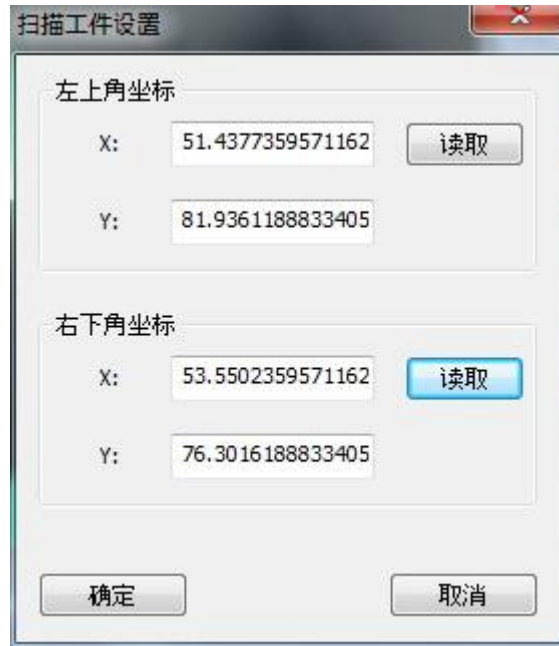 扫描工件设置
左上角坐标
X: 51.4377359571162 读取
Y: 81.9361188833405
右下角坐标
X: 53.5502359571162 读取
Y: 76.3016188833405
确定 取消